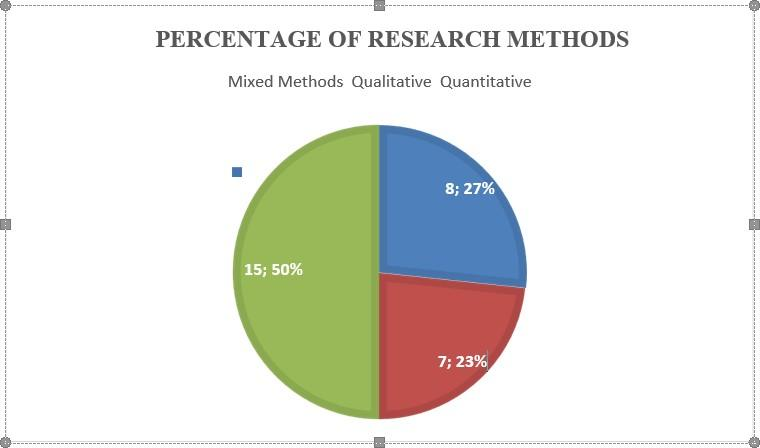 PERCENTAGE OF RESEARCH METHODS
Mixed Methods Qualitative Quantitative
8; 27%
15; 50%
7; 23%